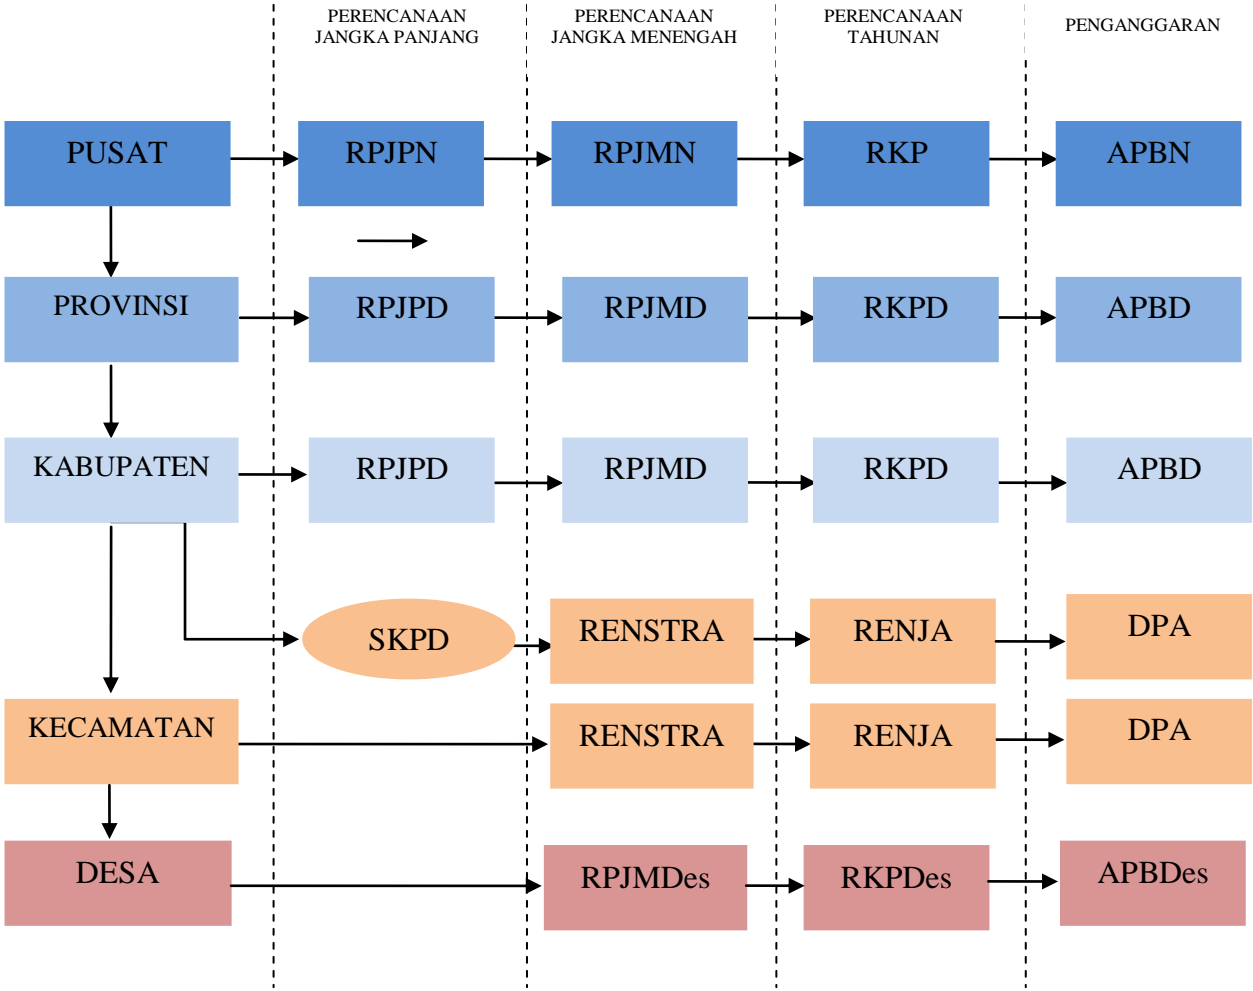 PERENCANAAN
JANGKA PANJANG
PERENCANAAN
JANGKA MENENGAH
PERENCANAAN
TAHUNAN
PENGANGGARAN
PUSAT
RPJPN
RPJMN
RKP
APBN
PROVINSI
RPJPD
RPJMD
RKPD
APBD
KABUPATEN
RPJPD
RPJMD
RKPD
APBD
SKPD
RENSTRA
RENJA
DPA
KECAMATAN
RENSTRA
RENJA
DPA
DESA
RPJMDes
RKPDes
APBDes